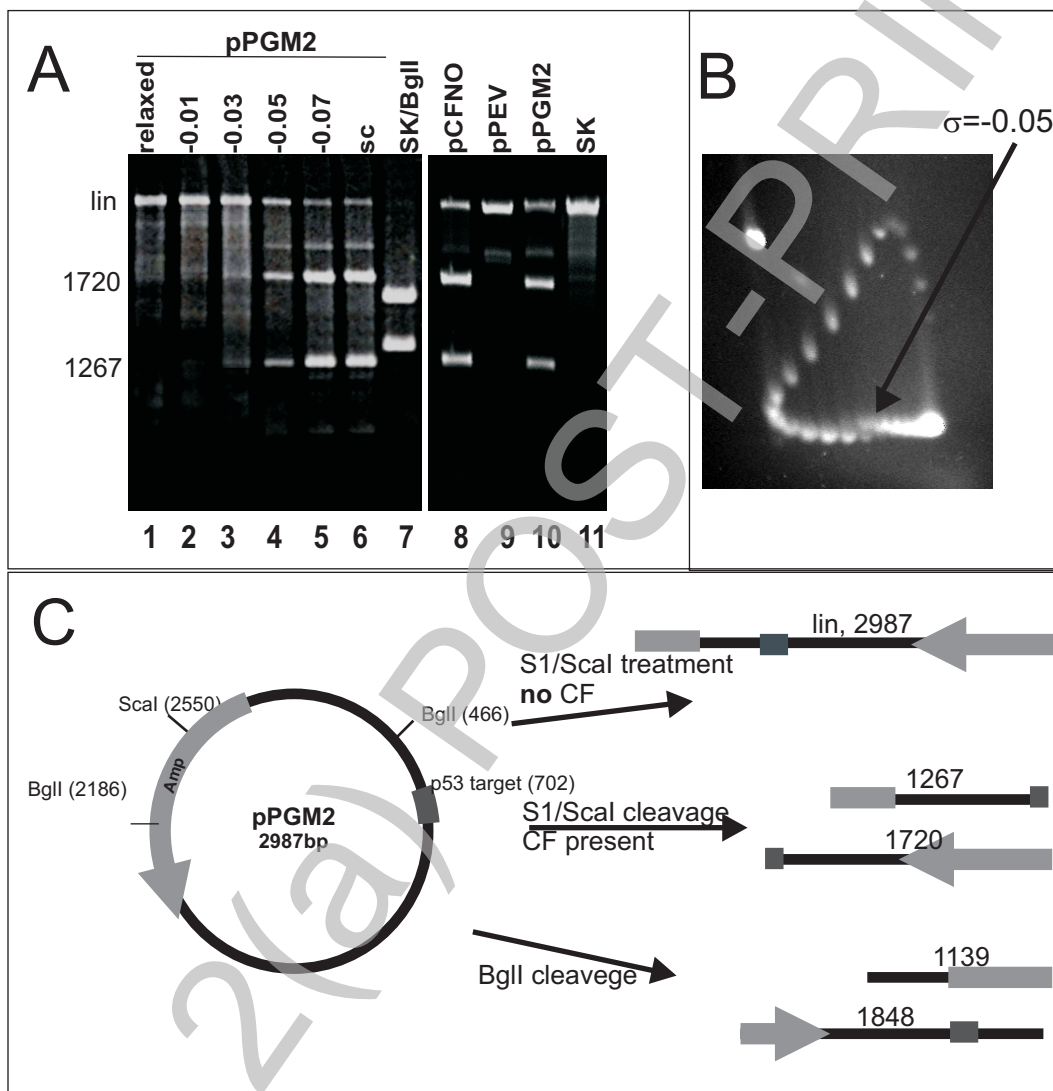 A
pPGM2
relaxed
-0.01
-0.03
-0.05
-0.07
sc
SK/BglI
pCFNO
pPEV
pPGM2
SK
lin
1720
1267
1 2 3 4 5 6 7 8 9 10 11
B
σ=-0.05
C
ScaI (2550)
BglI (2186)
Amp
BglI (466)
p53 target (702)
pPGM2
2987bp
S1/ScaI treatment
no CF
lin, 2987
S1/ScaI cleavage
CF present
1267
1720
BglI cleavege
1139
1848
2(a) POST-PRI